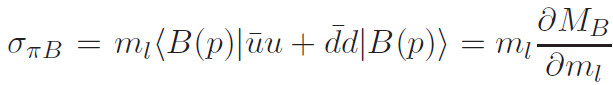 σ_{πB} = m_l⟨B(p)|ūu + d̄d|B(p)⟩ = m_l ∂M_B/∂m_l